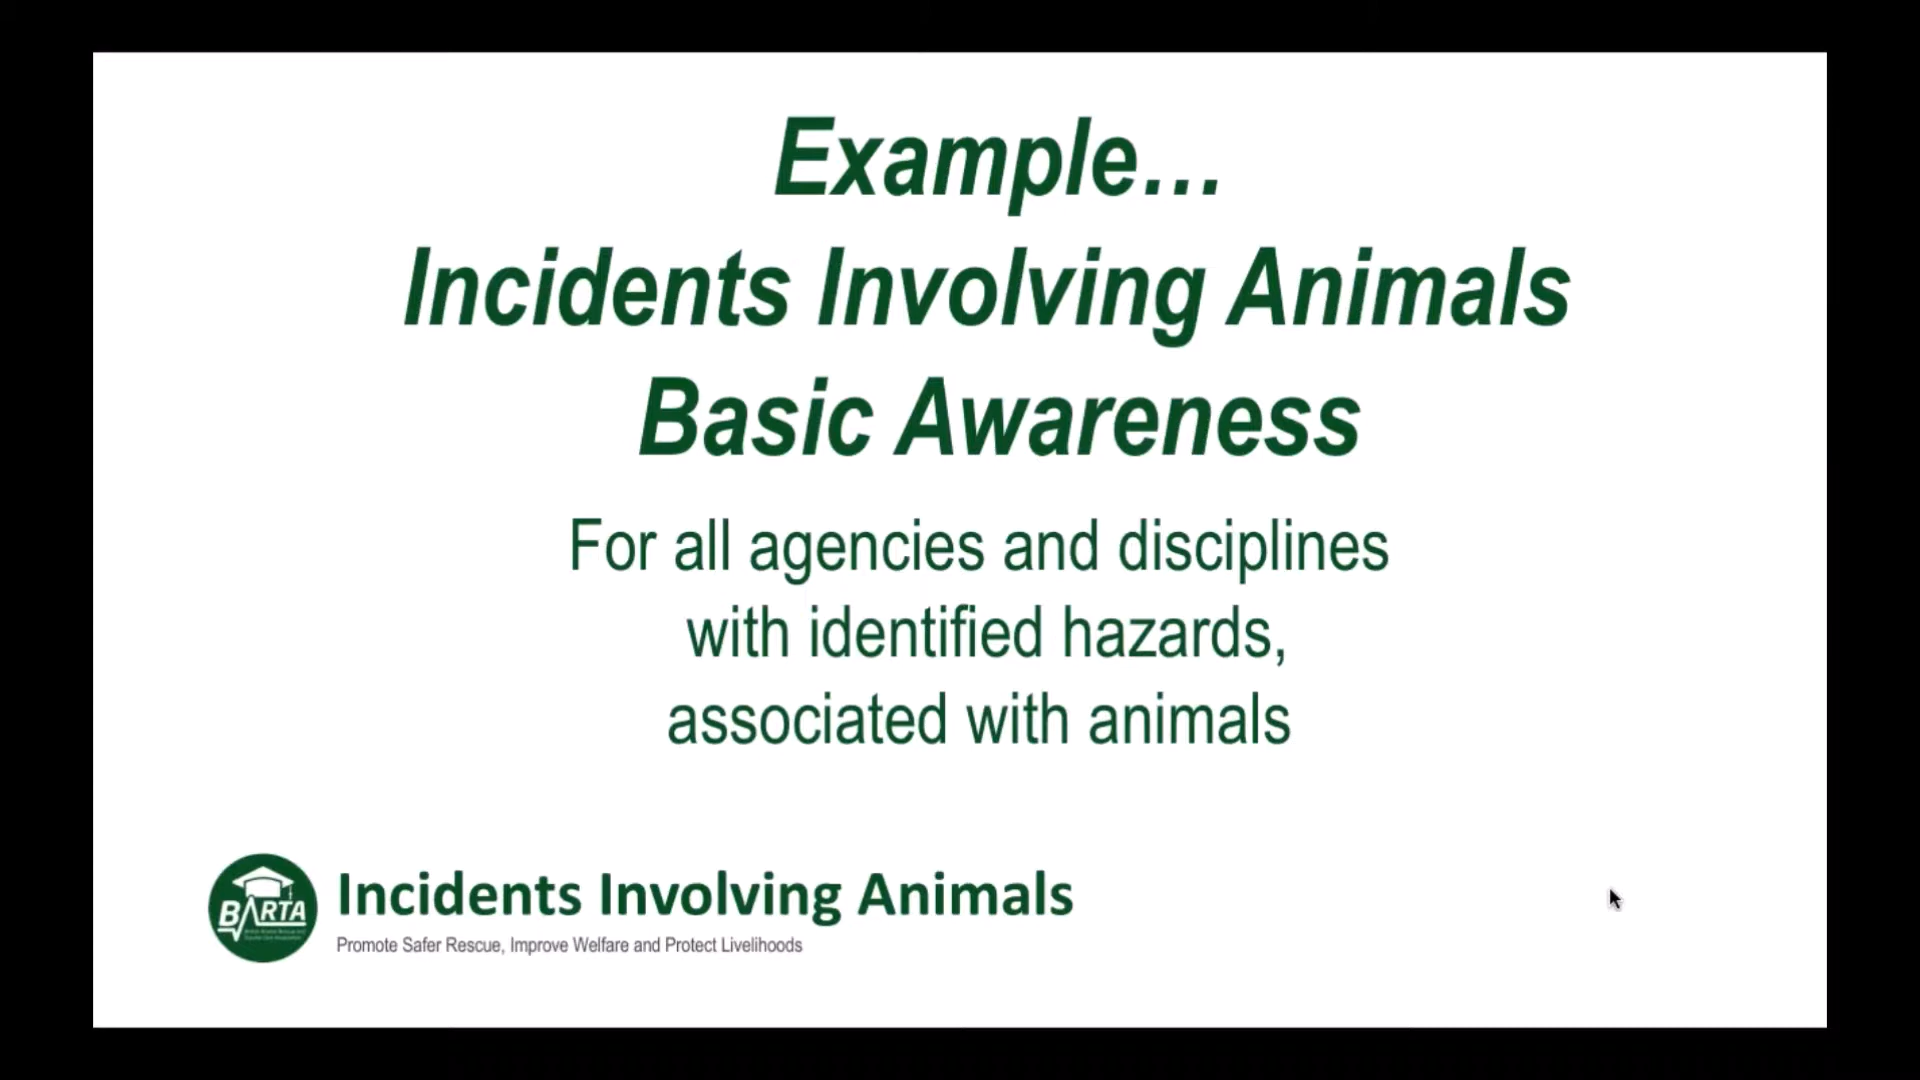 Example...
Incidents Involving Animals
Basic Awareness
For all agencies and disciplines
with identified hazards,
associated with animals
BARTA
Incidents Involving Animals
Promote Safer Rescue, Improve Welfare and Protect Livelihoods